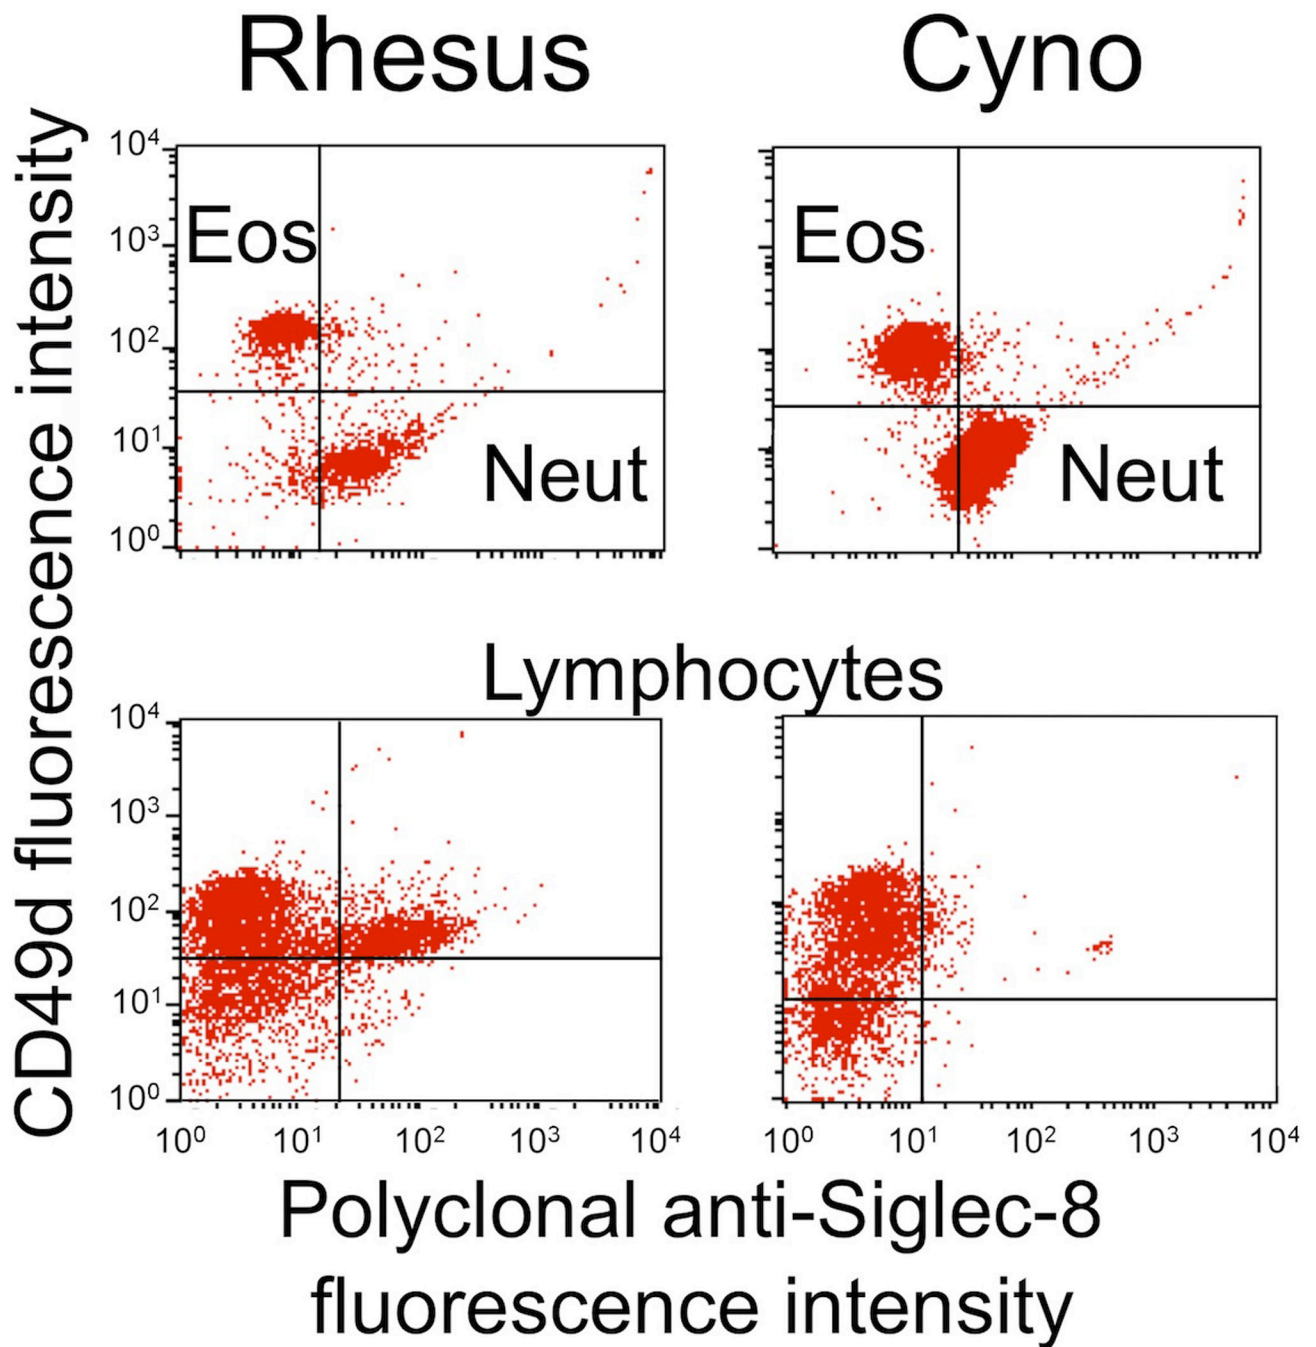 Rhesus Cyno
CD49d fluorescence intensity
10⁴
10³
10²
10¹
10⁰
Eos
Neut
Eos
Neut
Lymphocytes
10⁴
10³
10²
10¹
10⁰
10⁰ 10¹ 10² 10³ 10⁴
10⁰ 10¹ 10² 10³ 10⁴
Polyclonal anti-Siglec-8
fluorescence intensity